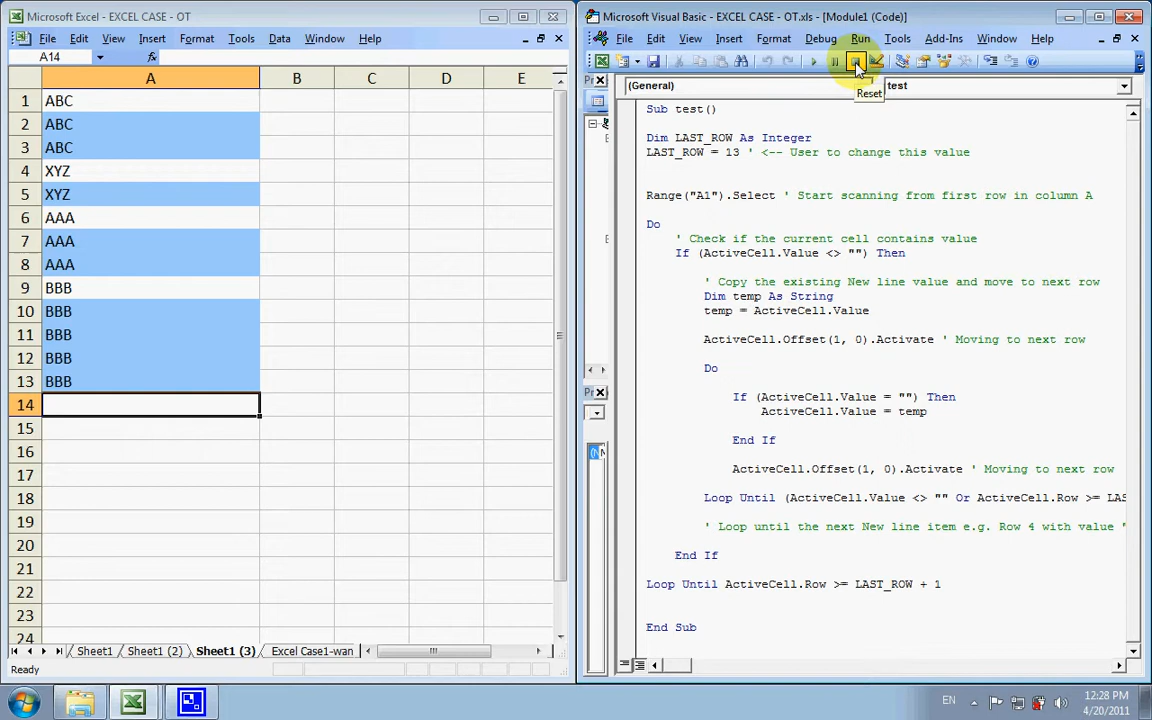 Microsoft Excel - EXCEL CASE - OT
File Edit View Insert Format Tools Data Window Help
A14 fx
A B C D E
1 ABC
2 ABC
3 ABC
4 XYZ
5 XYZ
6 AAA
7 AAA
8 AAA
9 BBB
10 BBB
11 BBB
12 BBB
13 BBB
14
15
16
17
18
19
20
21
22
23
24
Sheet1 Sheet1 (2) Sheet1 (3) Excel Case1-wan
Ready
Microsoft Visual Basic - EXCEL CASE - OT.xls - [Module1 (Code)]
File Edit View Insert Format Debug Run Tools Add-Ins Window Help
Reset
Pr
Pr
(General) test
Sub test()
Dim LAST_ROW As Integer
LAST_ROW = 13 ' <-- User to change this value
Range("A1").Select ' Start scanning from first row in column A
Do
' Check if the current cell contains value
If (ActiveCell.Value <> "") Then
' Copy the existing New line value and move to next row
Dim temp As String
temp = ActiveCell.Value
ActiveCell.Offset(1, 0).Activate ' Moving to next row
Do
If (ActiveCell.Value = "") Then
ActiveCell.Value = temp
End If
ActiveCell.Offset(1, 0).Activate ' Moving to next row
Loop Until (ActiveCell.Value <> "" Or ActiveCell.Row >= LAS
' Loop until the next New line item e.g. Row 4 with value "
End If
Loop Until ActiveCell.Row >= LAST_ROW + 1
End Sub
EN
12:28 PM
4/20/2011